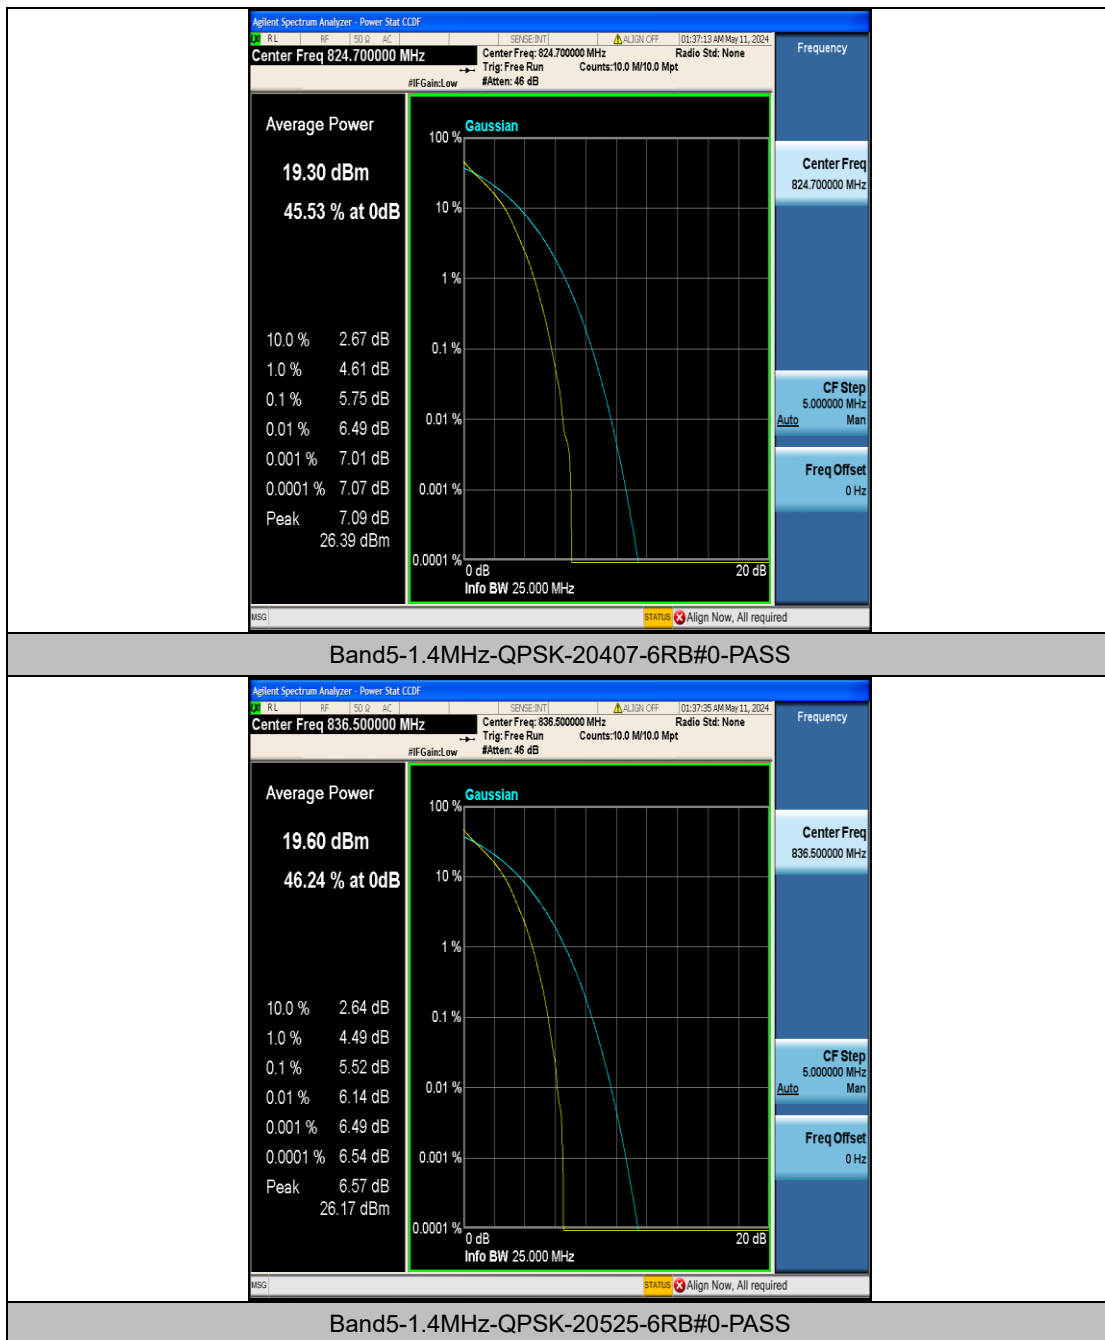 Agilent Spectrum Analyzer - Power Stat CCDF
RL RF 50 Ω AC SENSE:INT ALIGN OFF 01:37:13 AM May 11, 2024
Center Freq 824.700000 MHz
Center Freq: 824.700000 MHz Radio Std: None
Trig: Free Run Counts:10.0 M/10.0 Mpt
#IFGain:Low #Atten: 46 dB
Frequency
Average Power
19.30 dBm
45.53 % at 0dB
10.0 % 2.67 dB
1.0 % 4.61 dB
0.1 % 5.75 dB
0.01 % 6.49 dB
0.001 % 7.01 dB
0.0001 % 7.07 dB
Peak 7.09 dB
26.39 dBm
Gaussian
100 %
10 %
1 %
0.1 %
0.01 %
0.001 %
0.0001 %
0 dB 20 dB
Info BW 25.000 MHz
Center Freq
824.700000 MHz
CF Step
5.000000 MHz
Auto Man
Freq Offset
0 Hz
MSG STATUS Align Now, All required
Band5-1.4MHz-QPSK-20407-6RB#0-PASS
Agilent Spectrum Analyzer - Power Stat CCDF
RL RF 50 Ω AC SENSE:INT ALIGN OFF 01:37:35 AM May 11, 2024
Center Freq 836.500000 MHz
Center Freq: 836.500000 MHz Radio Std: None
Trig: Free Run Counts:10.0 M/10.0 Mpt
#IFGain:Low #Atten: 46 dB
Frequency
Average Power
19.60 dBm
46.24 % at 0dB
10.0 % 2.64 dB
1.0 % 4.49 dB
0.1 % 5.52 dB
0.01 % 6.14 dB
0.001 % 6.49 dB
0.0001 % 6.54 dB
Peak 6.57 dB
26.17 dBm
Gaussian
100 %
10 %
1 %
0.1 %
0.01 %
0.001 %
0.0001 %
0 dB 20 dB
Info BW 25.000 MHz
Center Freq
836.500000 MHz
CF Step
5.000000 MHz
Auto Man
Freq Offset
0 Hz
MSG STATUS Align Now, All required
Band5-1.4MHz-QPSK-20525-6RB#0-PASS